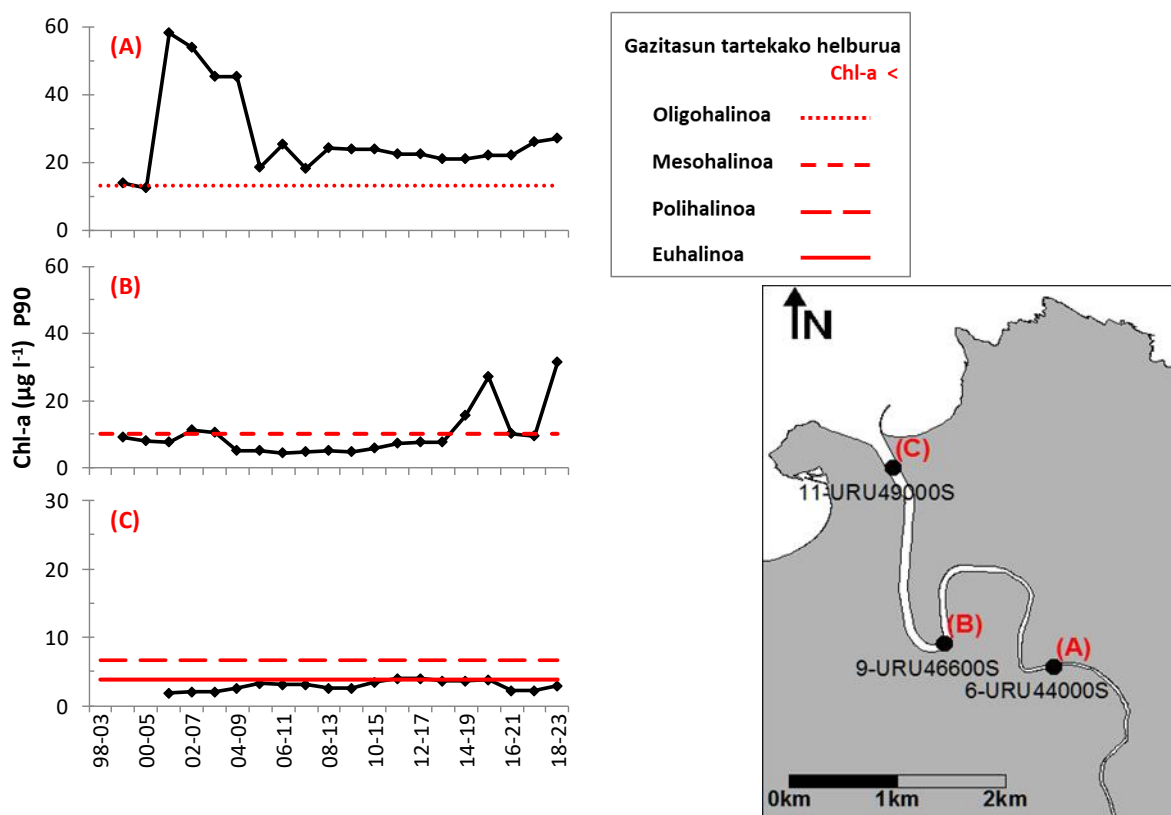 Chl-a (µg l-1) P90
(A)
60
40
20
0
(B)
60
40
20
0
(C)
30
20
10
0
98-03
00-05
02-07
04-09
06-11
08-13
10-15
12-17
14-19
16-21
18-23
Gazitasun tartekako helburua
Chl-a <
Oligohalinoa
Mesohalinoa
Polihalinoa
Euhalinoa
N
(C)
11-URU49000S
(B)
9-URU46600S
(A)
6-URU44000S
0km 1km 2km